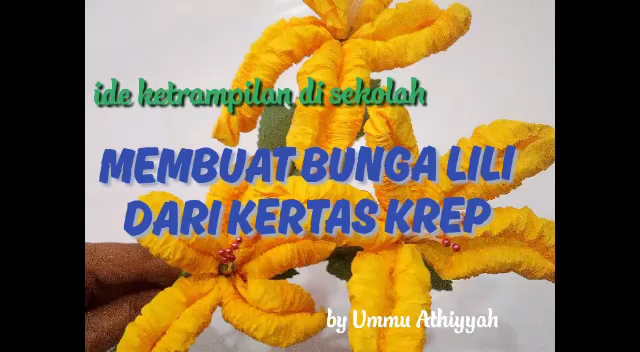 ide ketrampilan di sekolah
MEMBUAT BUNGA LILI
DARI KERTAS KREP
by Ummu Athiyyah